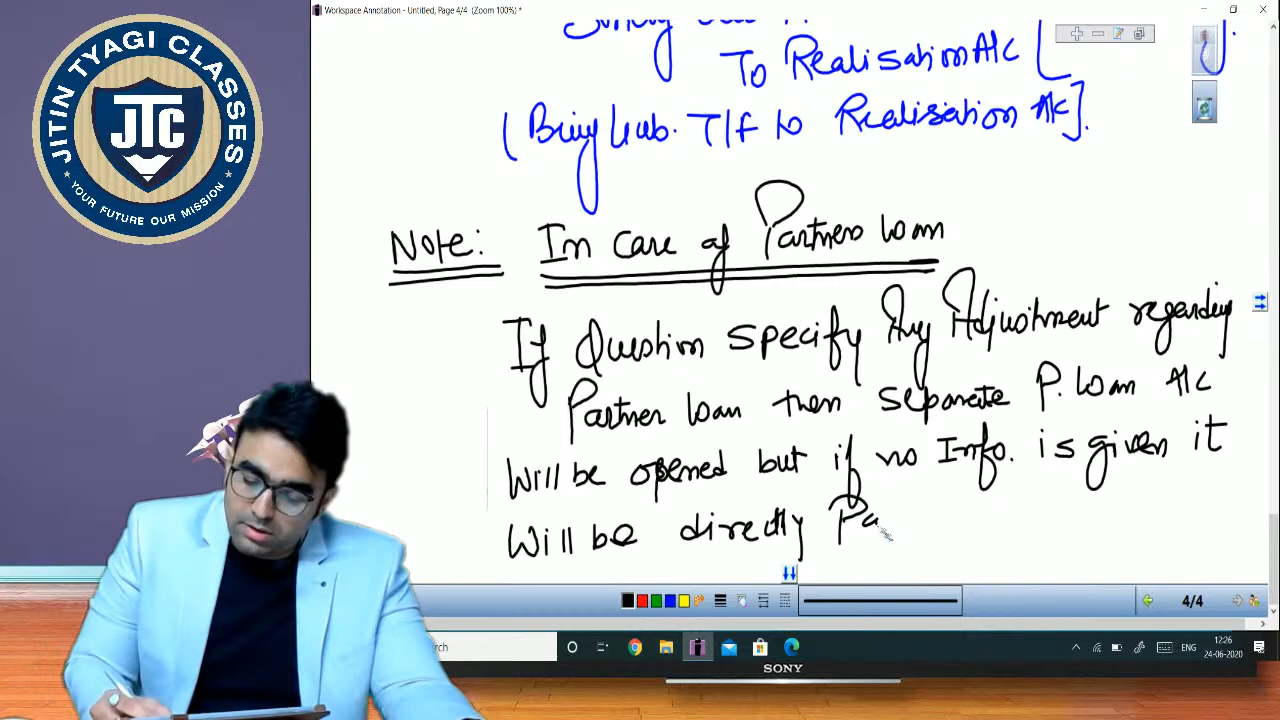 Workspace Annotation - Untitled, Page 4/4 (Zoom 100%) *
JITIN TYAGI CLASSES
JTC
YOUR FUTURE OUR MISSION
To Realisation A/c
(Being Liab. T/f to Realisation A/c].
Note: In Case of Partners Loan
If Question specify Any Adjustment regarding
Partner Loan then separate P. Loan A/c
Will be opened but if no Info. is given it
Will be directly Pa
4/4
rch
ENG
12:26
24-06-2020
SONY